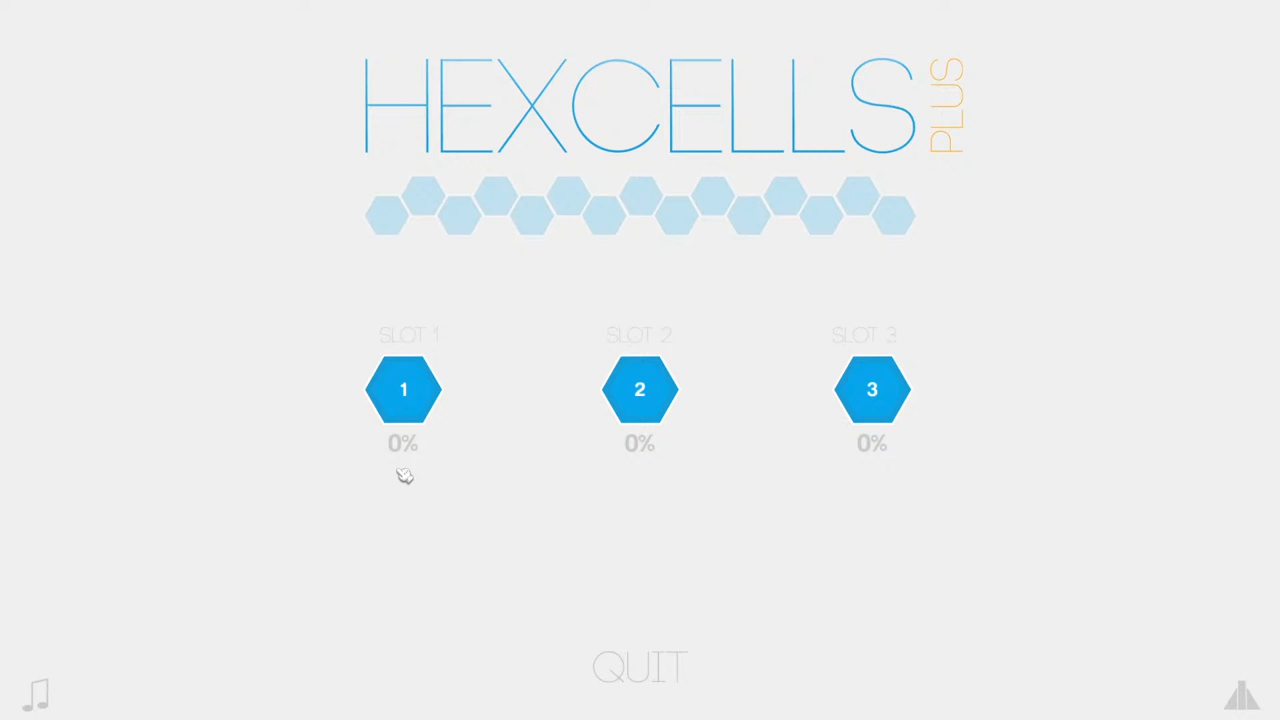 HEXCELLS PLUS
SLOT 1 SLOT 2 SLOT 3
1 2 3
0% 0% 0%
QUIT